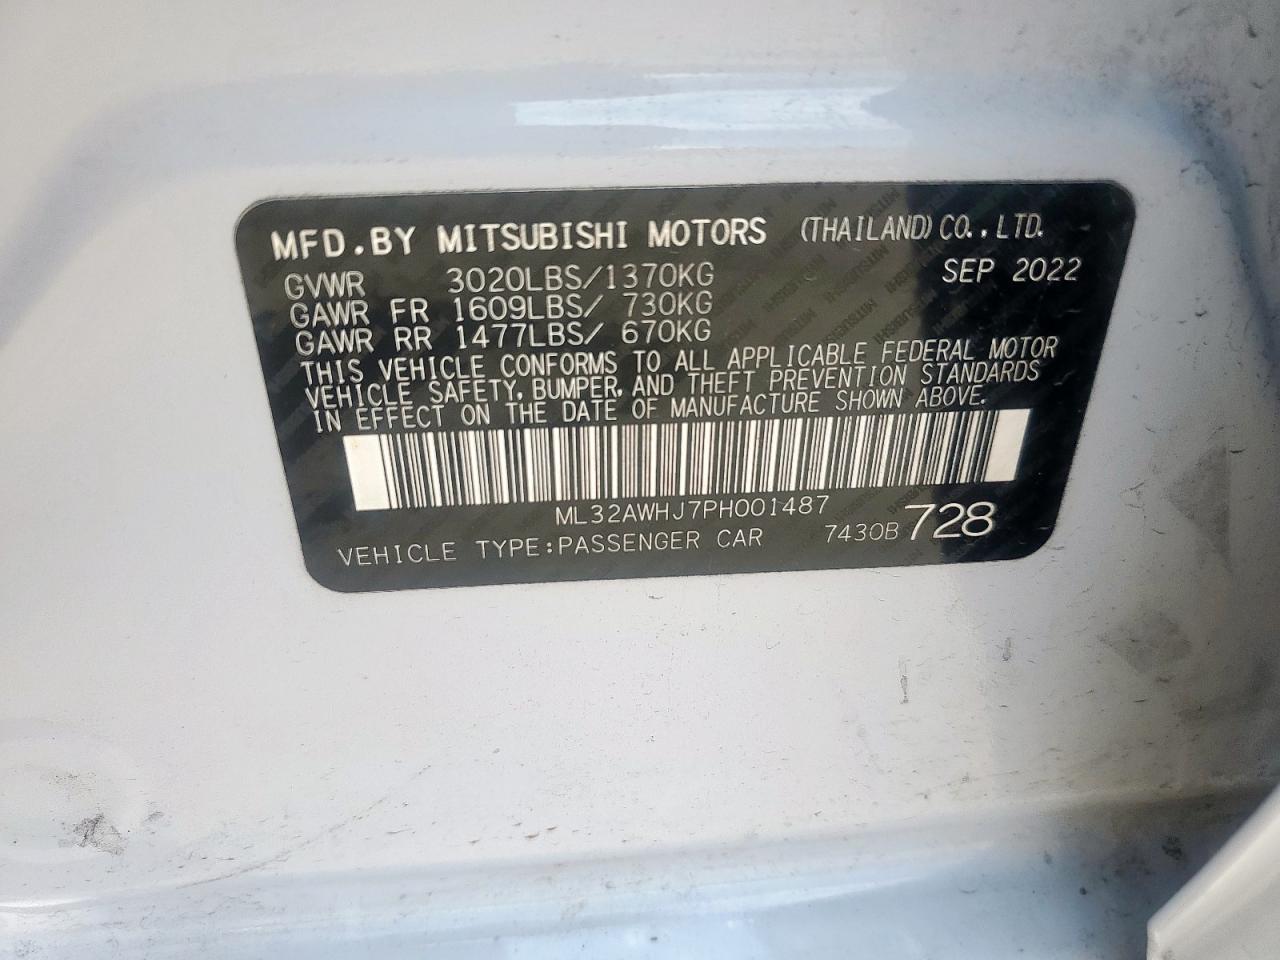 MFD.BY MITSUBISHI MOTORS (THAILAND) CO.,LTD.
GVWR 3020LBS/1370KG SEP 2022
GAWR FR 1609LBS/ 730KG
GAWR RR 1477LBS/ 670KG
THIS VEHICLE CONFORMS TO ALL APPLICABLE FEDERAL MOTOR
VEHICLE SAFETY, BUMPER, AND THEFT PREVENTION STANDARDS
IN EFFECT ON THE DATE OF MANUFACTURE SHOWN ABOVE.
ML32AWHJ7PH001487
VEHICLE TYPE:PASSENGER CAR 7430B 728